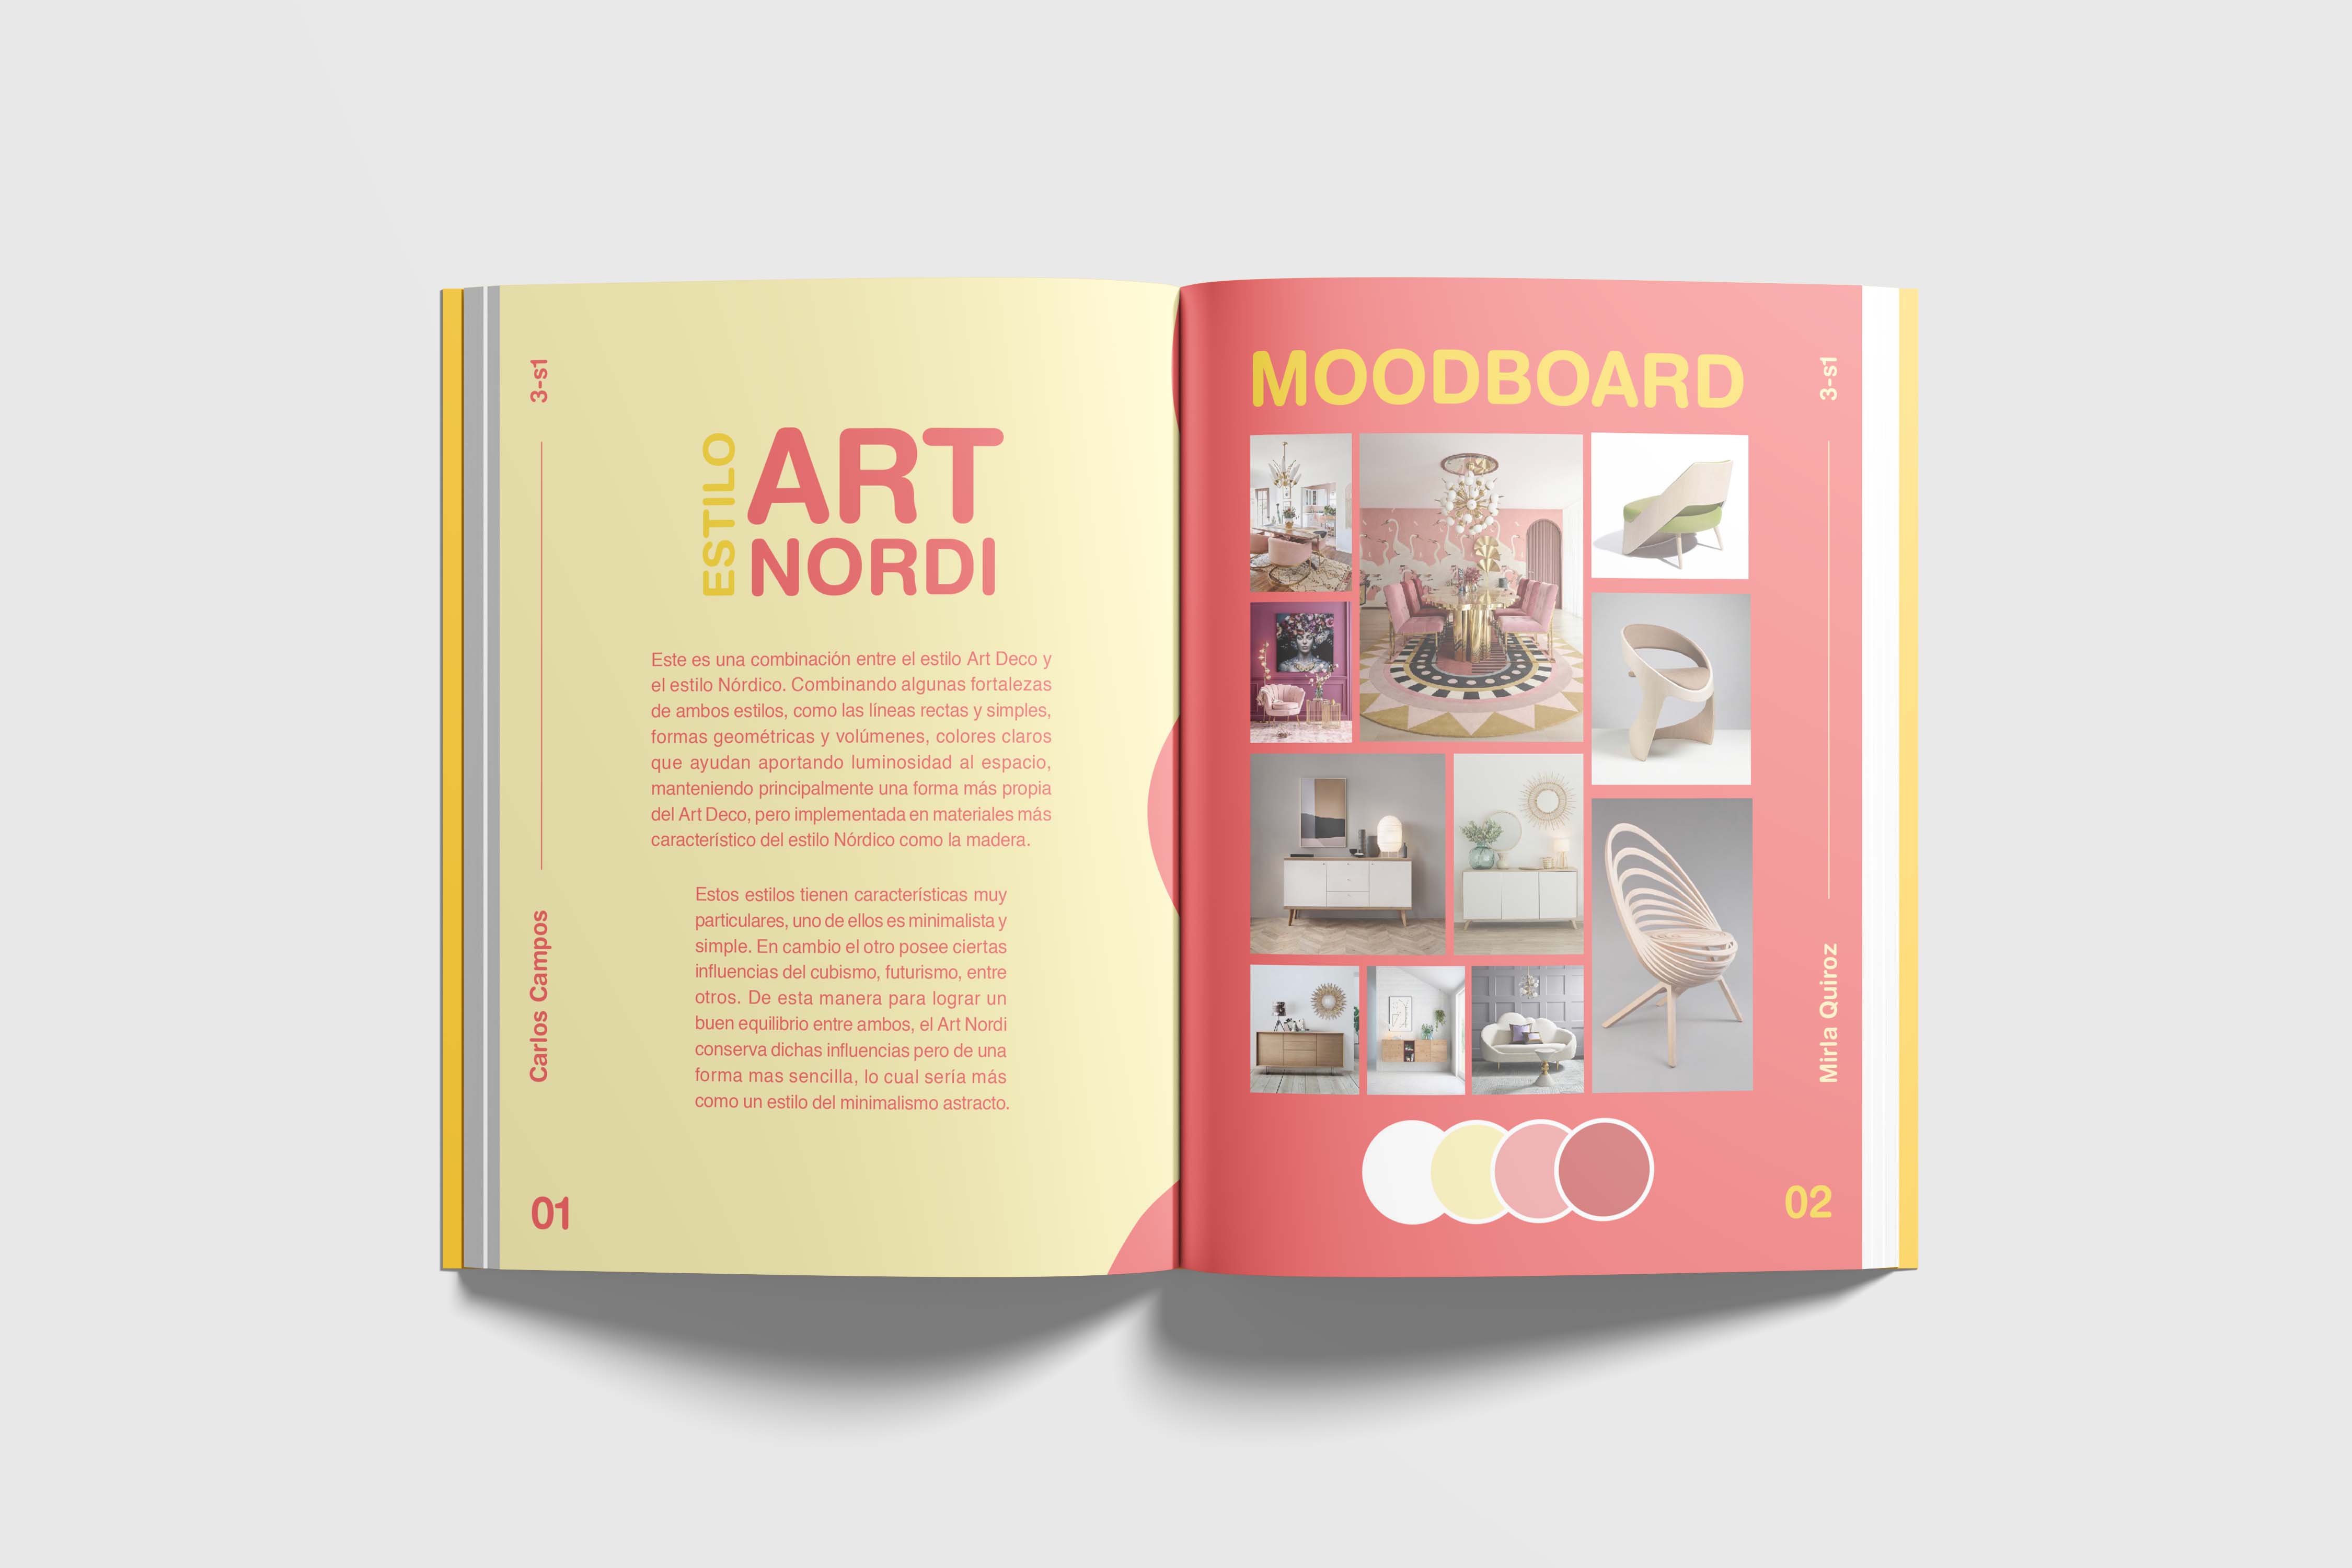 3-s1
Carlos Campos
01
ESTILO
ART
NORDI
Este es una combinación entre el estilo Art Deco y
el estilo Nórdico. Combinando algunas fortalezas
de ambos estilos, como las líneas rectas y simples,
formas geométricas y volúmenes, colores claros
que ayudan aportando luminosidad al espacio,
manteniendo principalmente una forma más propia
del Art Deco, pero implementada en materiales más
característico del estilo Nórdico como la madera.
Estos estilos tienen características muy
particulares, uno de ellos es minimalista y
simple. En cambio el otro posee ciertas
influencias del cubismo, futurismo, entre
otros. De esta manera para lograr un
buen equilibrio entre ambos, el Art Nordi
conserva dichas influencias pero de una
forma mas sencilla, lo cual sería más
como un estilo del minimalismo astracto.
MOODBOARD
3-s1
Mirla Quiroz
02